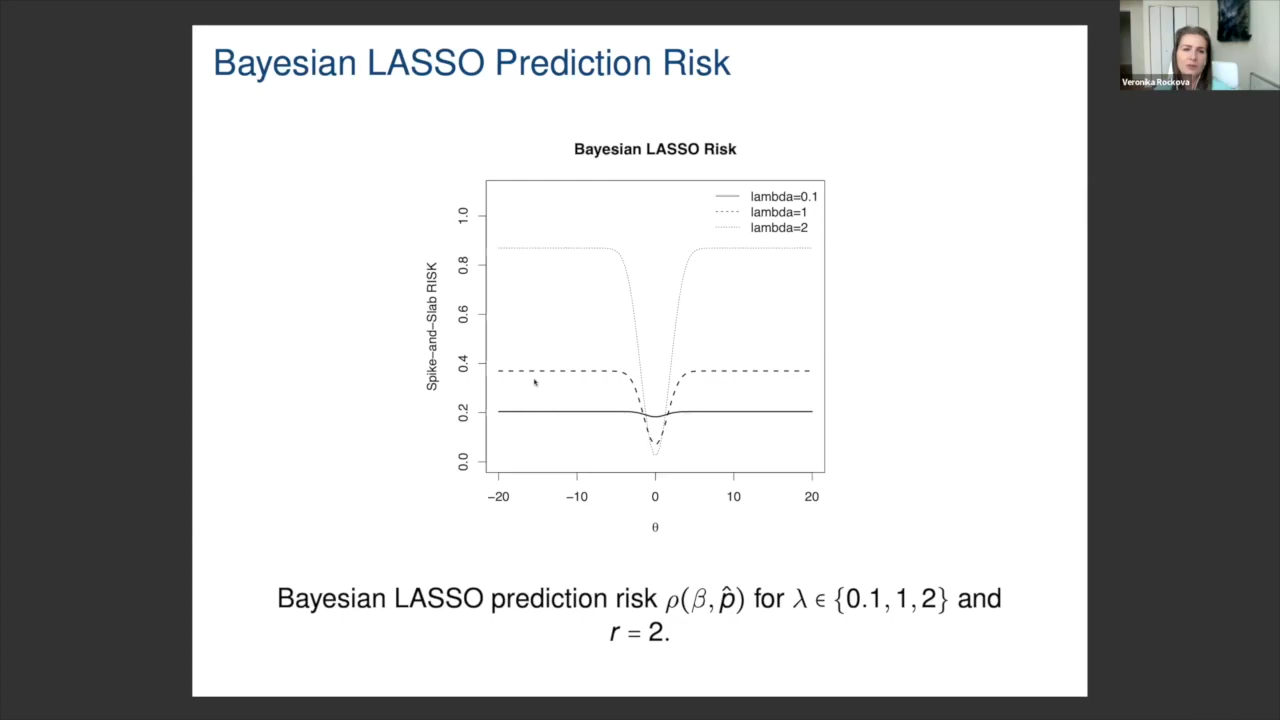 Bayesian LASSO Prediction Risk
Veronika Rockova
Bayesian LASSO Risk
lambda=0.1
lambda=1
lambda=2
Spike−and−Slab RISK
1.0
0.8
0.6
0.4
0.2
0.0
−20 −10 0 10 20
θ
Bayesian LASSO prediction risk ρ(β, p̂) for λ ∈ {0.1, 1, 2} and
r = 2.